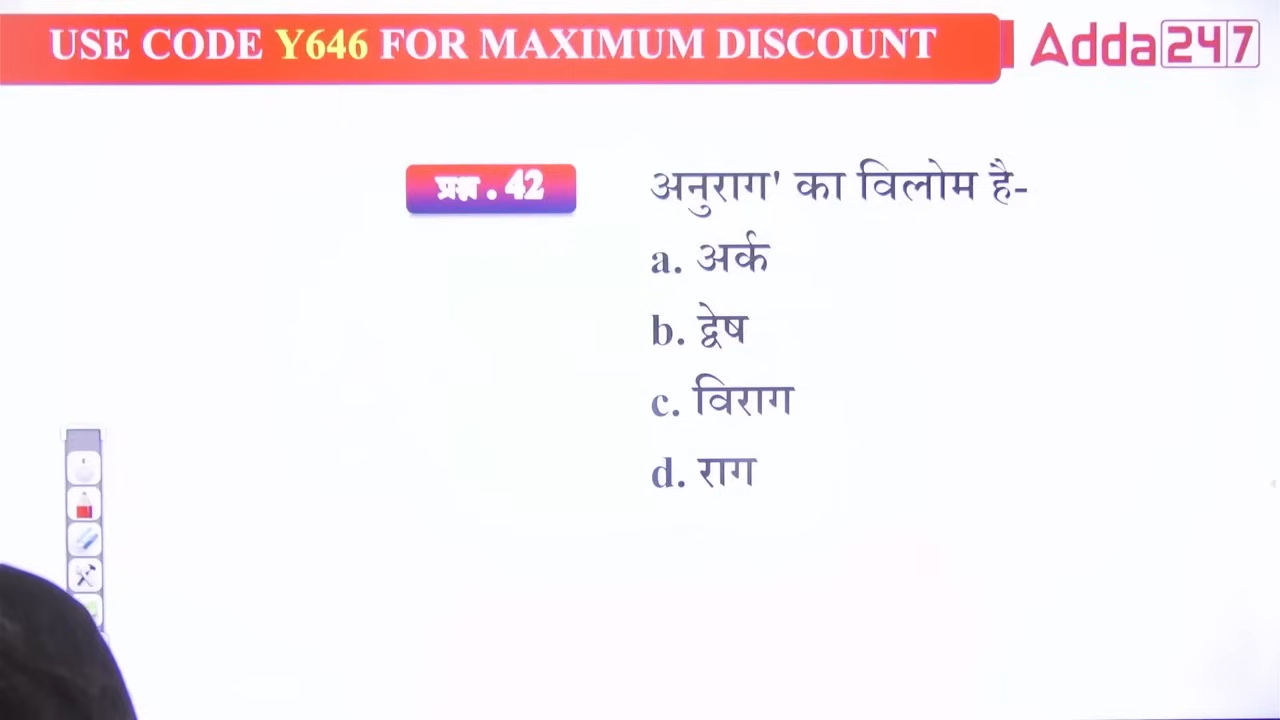 USE CODE Y646 FOR MAXIMUM DISCOUNT
Adda247
प्रश्न . 42
अनुराग' का विलोम है-
a. अर्क
b. द्वेष
c. विराग
d. राग